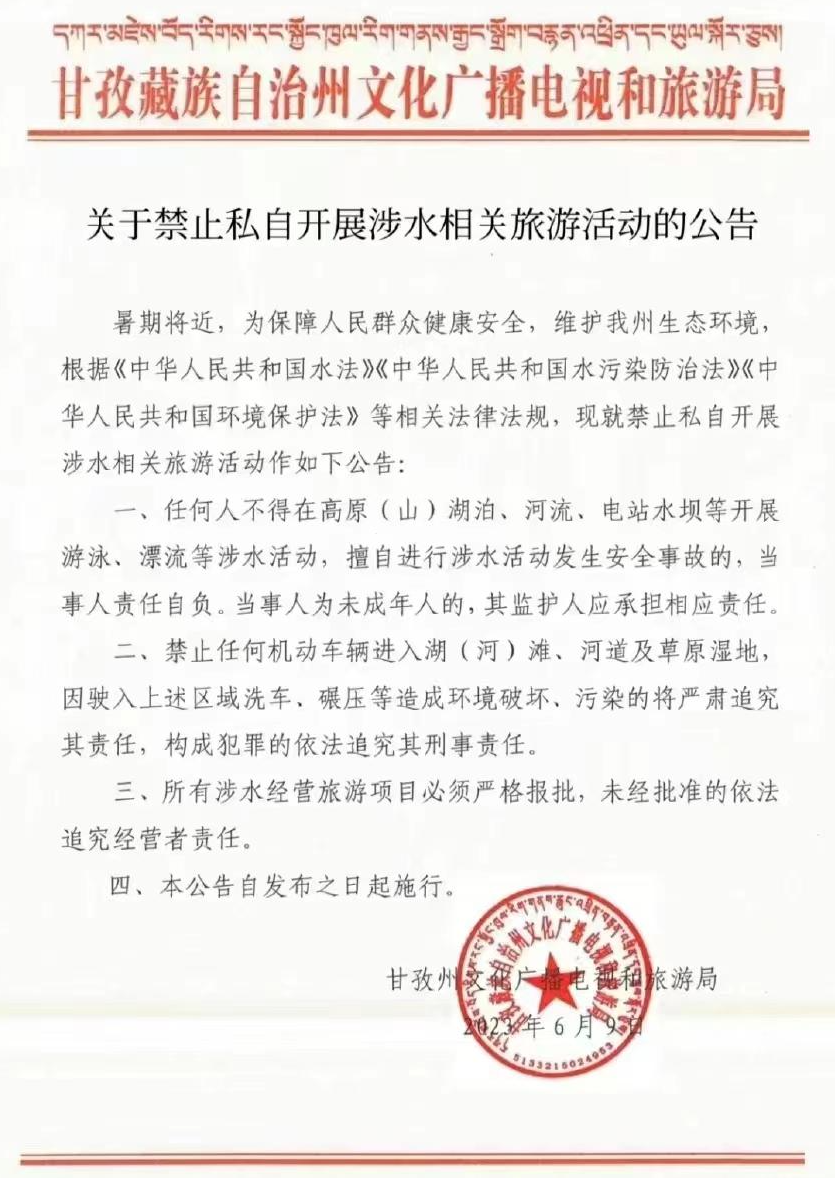 དཀར་མཛེས་བོད་རིགས་རང་སྐྱོང་ཁུལ་རིག་གནས་རྒྱང་སྲོག་བརྙན་འཕྲིན་དང་ཡུལ་སྐོར་ཅུས།
甘孜藏族自治州文化广播电视和旅游局
关于禁止私自开展涉水相关旅游活动的公告
暑期将近，为保障人民群众健康安全，维护我州生态环境，
根据《中华人民共和国水法》《中华人民共和国水污染防治法》《中
华人民共和国环境保护法》等相关法律法规，现就禁止私自开展
涉水相关旅游活动作如下公告：
一、任何人不得在高原（山）湖泊、河流、电站水坝等开展
游泳、漂流等涉水活动，擅自进行涉水活动发生安全事故的，当
事人责任自负。当事人为未成年人的，其监护人应承担相应责任。
二、禁止任何机动车辆进入湖（河）滩、河道及草原湿地，
因驶入上述区域洗车、碾压等造成环境破坏、污染的将严肃追究
其责任，构成犯罪的依法追究其刑事责任。
三、所有涉水经营旅游项目必须严格报批，未经批准的依法
追究经营者责任。
四、本公告自发布之日起施行。
甘孜州文化广播电视和旅游局
2023年6月9日
甘孜藏族自治州文化广播电视和旅游局
5133215024953